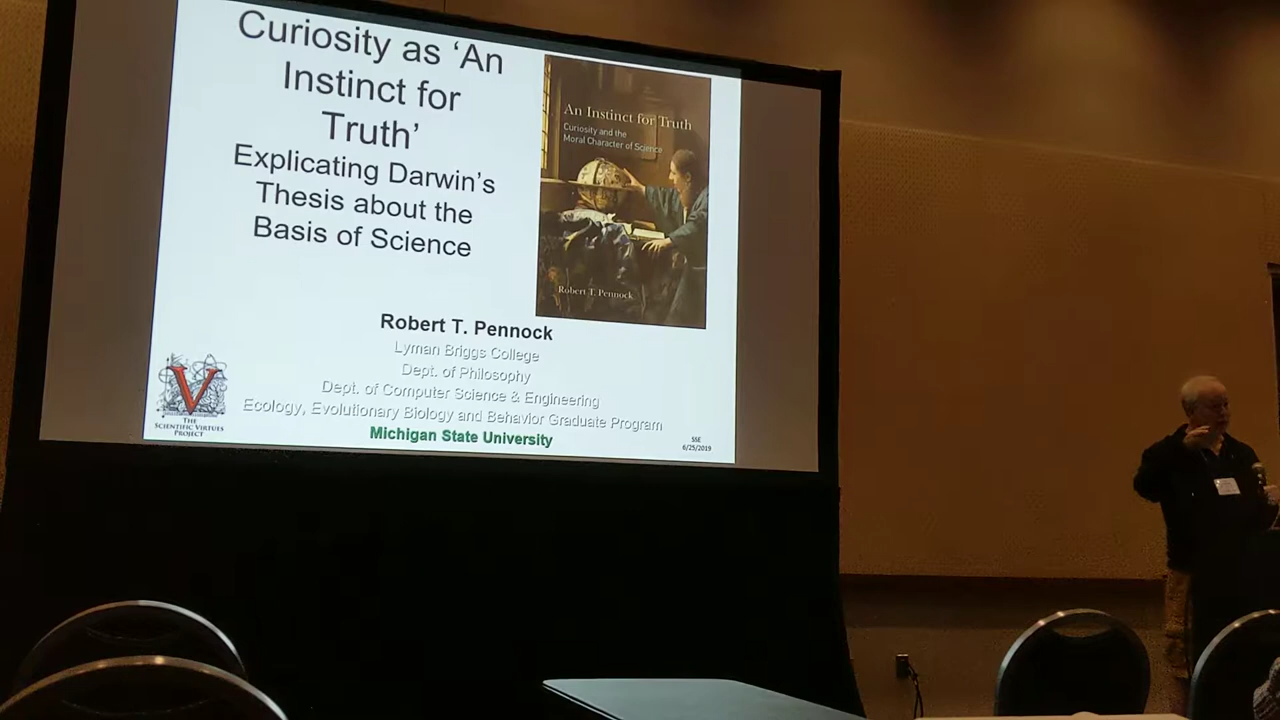 Curiosity as ‘An
Instinct for
Truth’
Explicating Darwin’s
Thesis about the
Basis of Science
An Instinct for Truth
Curiosity and the
Moral Character of Science
Robert T. Pennock
Robert T. Pennock
Lyman Briggs College
Dept. of Philosophy
Dept. of Computer Science & Engineering
Ecology, Evolutionary Biology and Behavior Graduate Program
Michigan State University
V
THE
SCIENTIFIC VIRTUES
PROJECT
SSE
6/25/2019